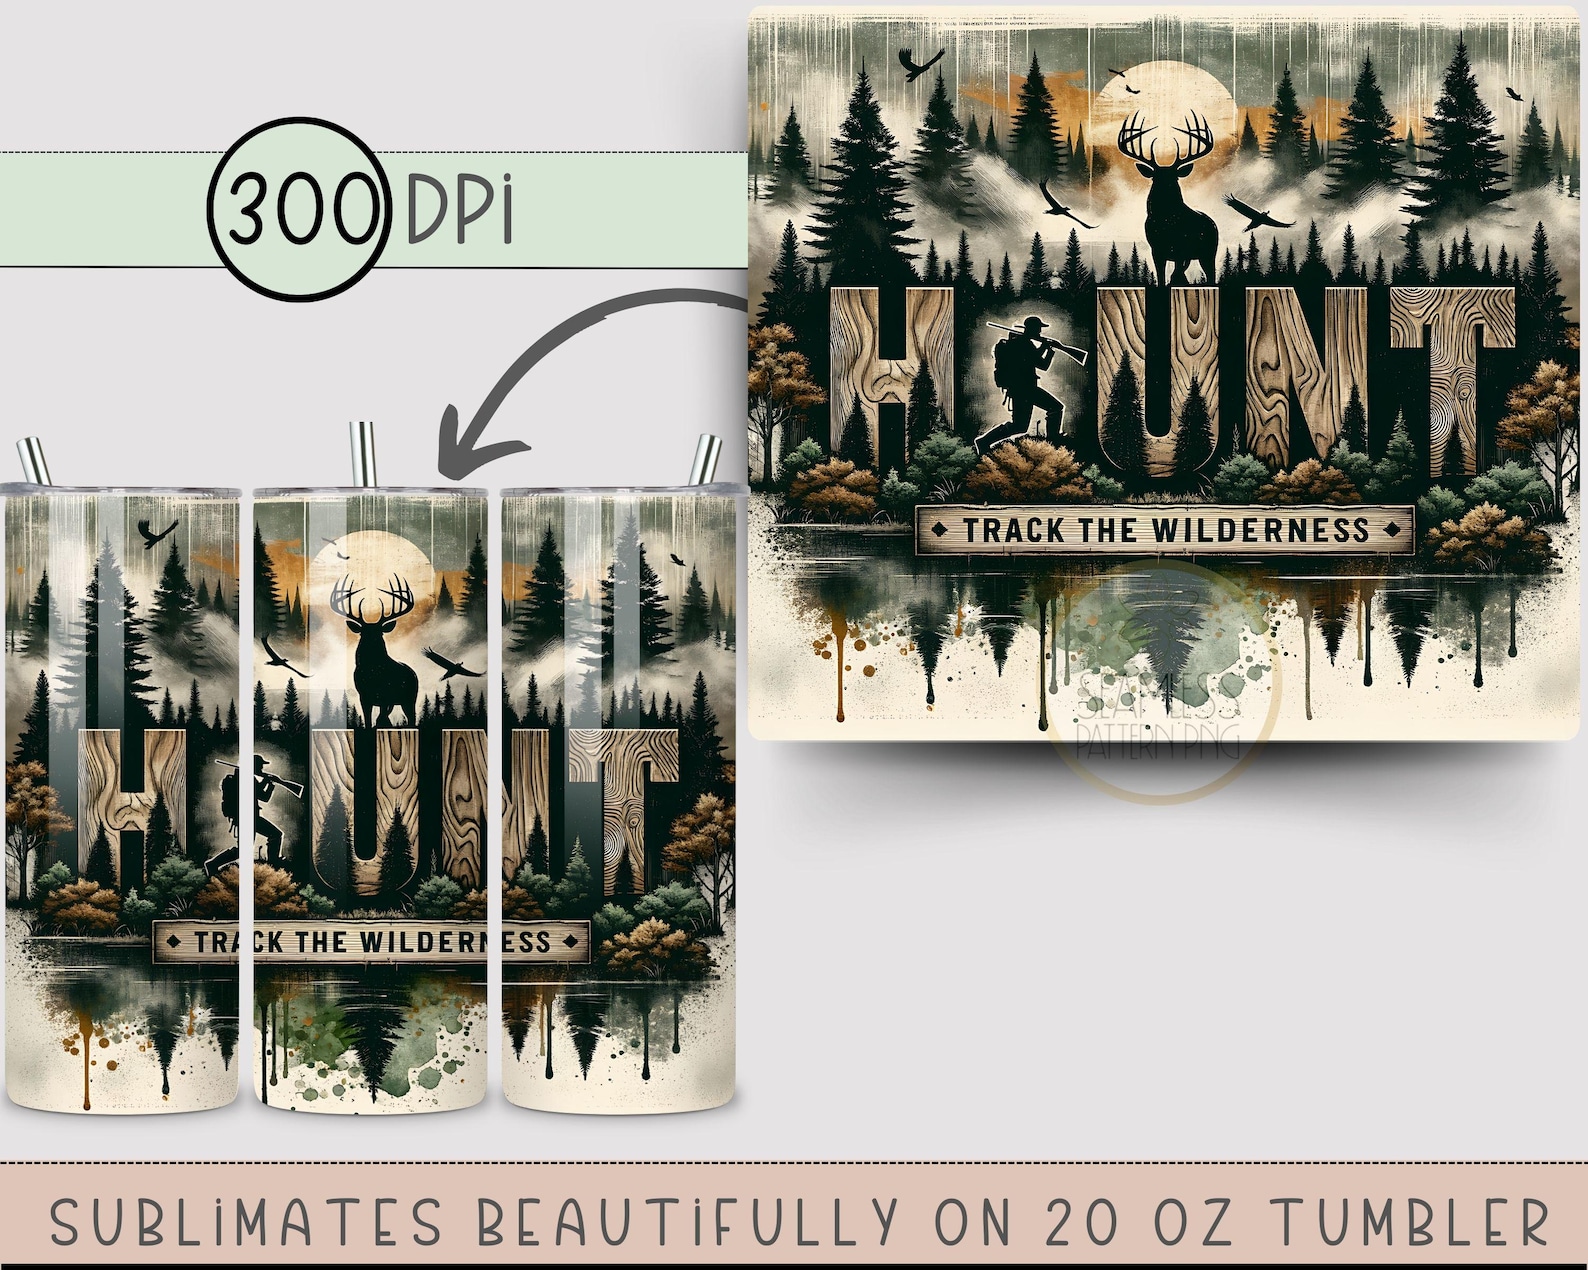 300 DPi
HUNT
TRACK THE WILDERNESS
SEAMLESS
PATTERN PNG
HUNT
TRACK THE WILDERNESS
SUBLiMATES BEAUTiFULLY ON 20 OZ TUMBLER